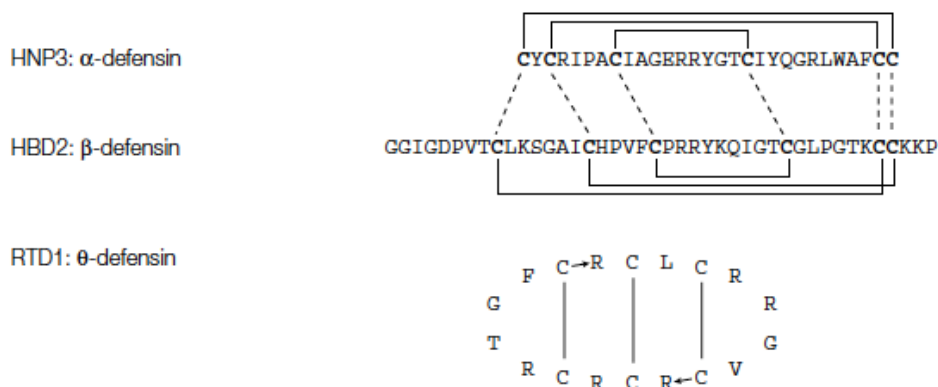 HNP3: α-defensin CYCRIPACIAGERRYGTCIYQGRLWAFCC
HBD2: β-defensin GGIGDPVTCLKSGAICHPVFCPRRYKQIGTCGLPGTKCCKKP
RTD1: θ-defensin
F C R C L C R
G R
T G
R C R C R C V